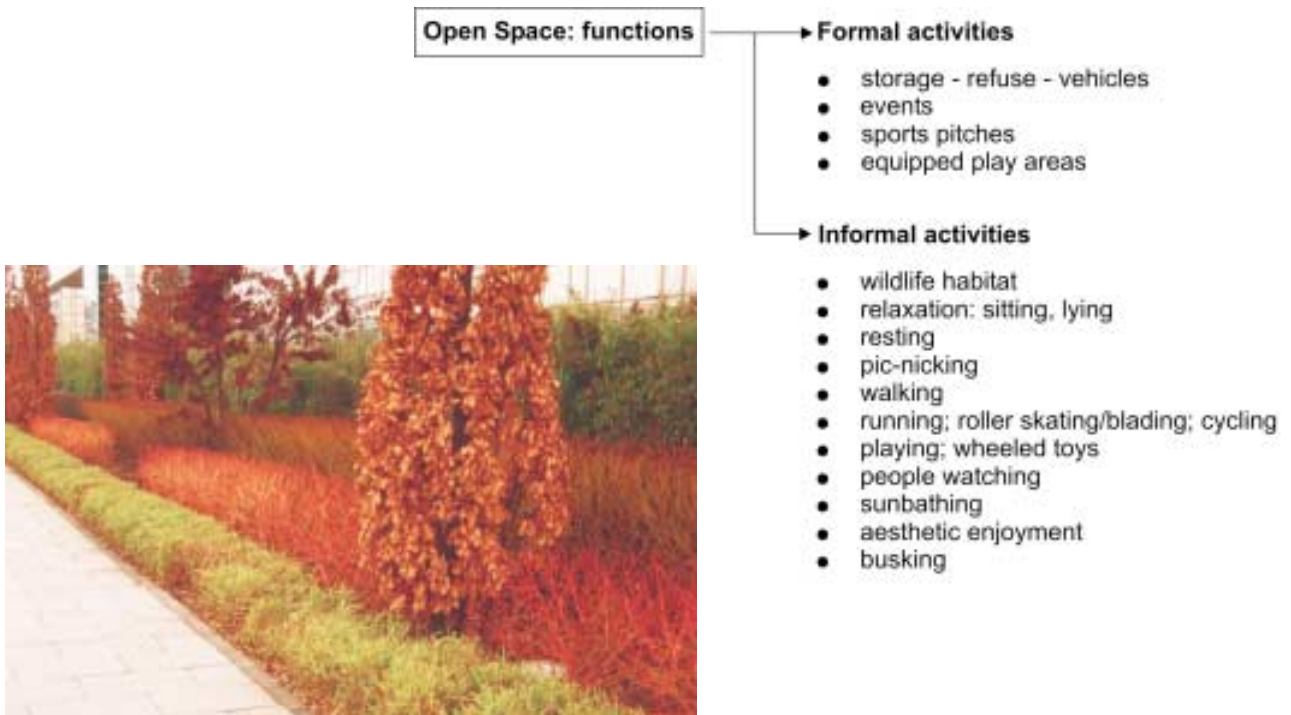 Open Space: functions
Formal activities
● storage - refuse - vehicles
● events
● sports pitches
● equipped play areas
Informal activities
● wildlife habitat
● relaxation: sitting, lying
● resting
● pic-nicking
● walking
● running; roller skating/blading; cycling
● playing; wheeled toys
● people watching
● sunbathing
● aesthetic enjoyment
● busking